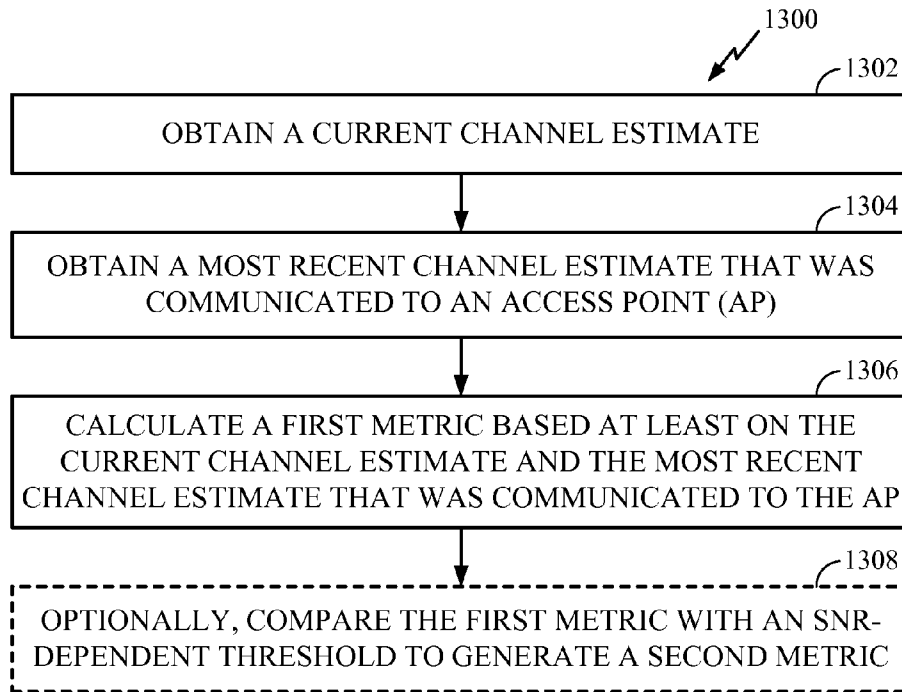 1300
1302
OBTAIN A CURRENT CHANNEL ESTIMATE
1304
OBTAIN A MOST RECENT CHANNEL ESTIMATE THAT WAS
COMMUNICATED TO AN ACCESS POINT (AP)
1306
CALCULATE A FIRST METRIC BASED AT LEAST ON THE
CURRENT CHANNEL ESTIMATE AND THE MOST RECENT
CHANNEL ESTIMATE THAT WAS COMMUNICATED TO THE AP
1308
OPTIONALLY, COMPARE THE FIRST METRIC WITH AN SNR-
DEPENDENT THRESHOLD TO GENERATE A SECOND METRIC